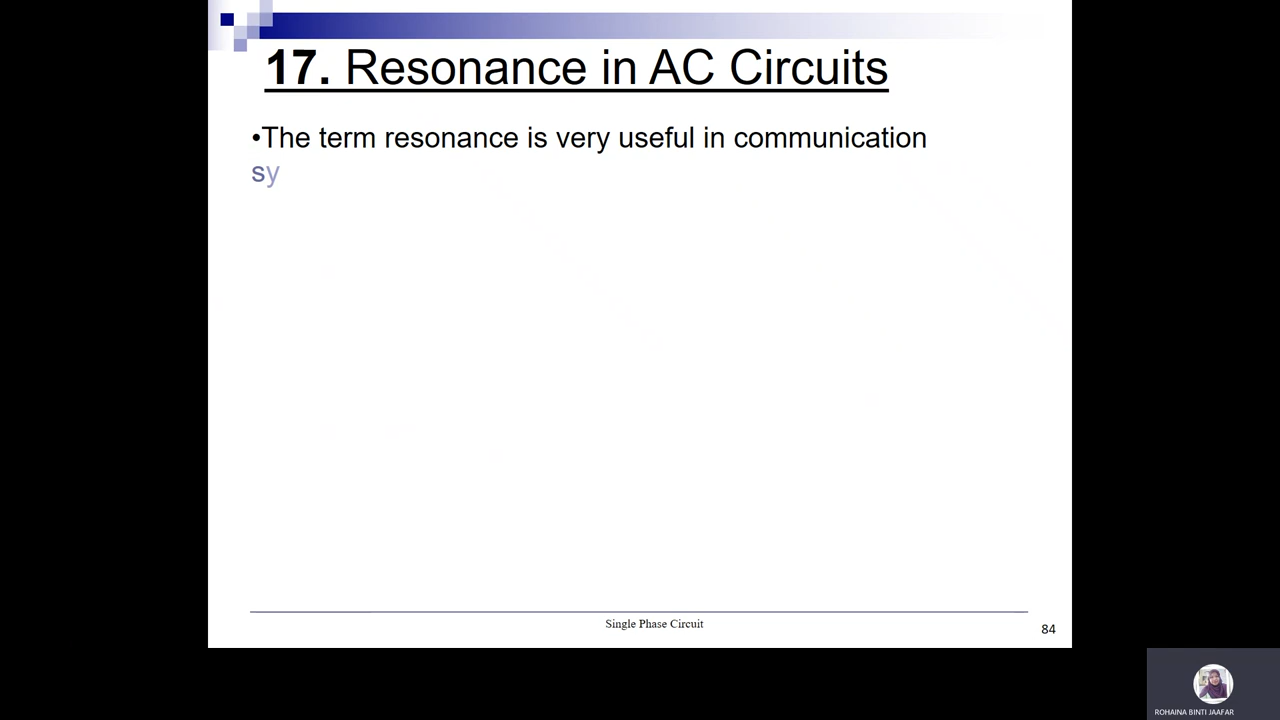 17. Resonance in AC Circuits
•The term resonance is very useful in communication
sy
Single Phase Circuit
84
ROHAINA BINTI JAAFAR